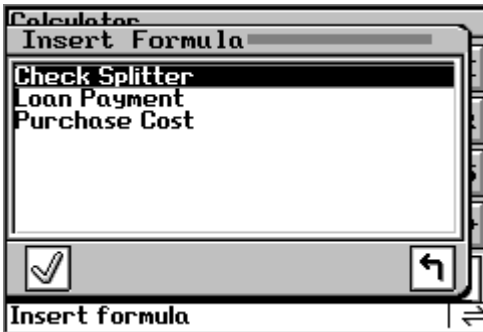 Calculator
Insert Formula
Check Splitter
Loan Payment
Purchase Cost
Insert formula